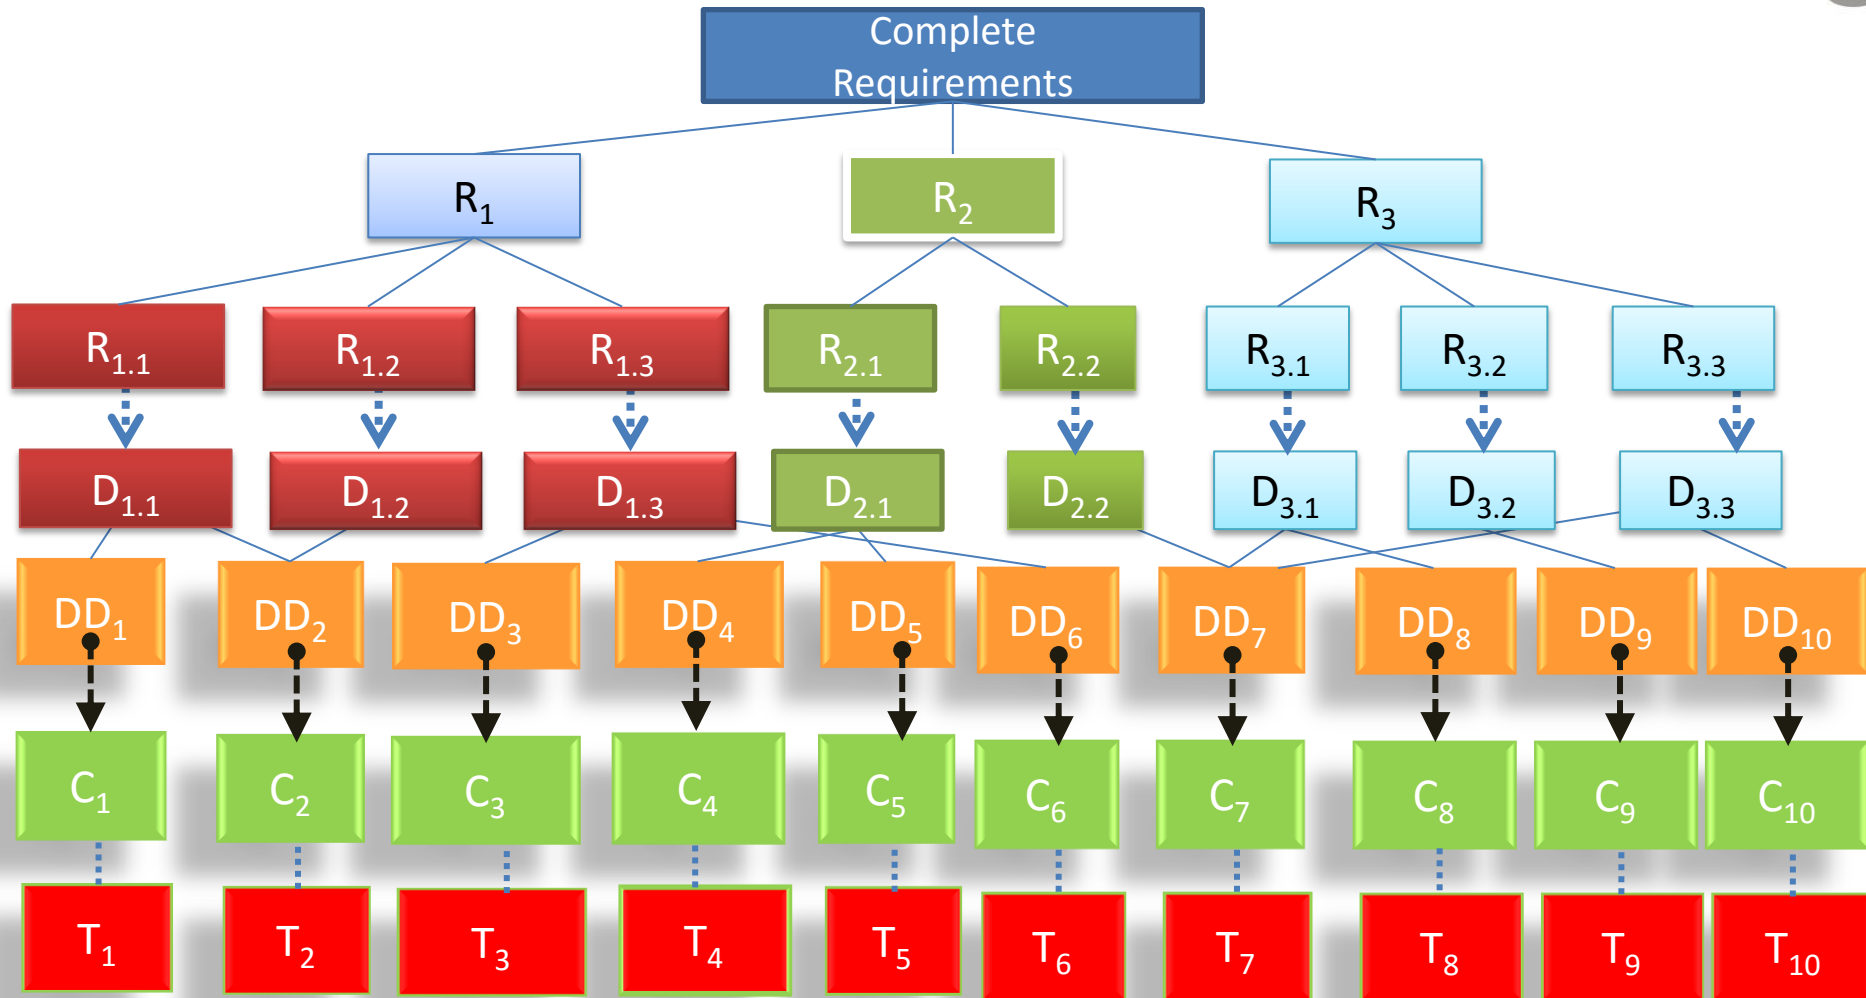 Complete
Requirements
R1 R2 R3
R1.1 R1.2 R1.3 R2.1 R2.2 R3.1 R3.2 R3.3
D1.1 D1.2 D1.3 D2.1 D2.2 D3.1 D3.2 D3.3
DD1 DD2 DD3 DD4 DD5 DD6 DD7 DD8 DD9 DD10
C1 C2 C3 C4 C5 C6 C7 C8 C9 C10
T1 T2 T3 T4 T5 T6 T7 T8 T9 T10